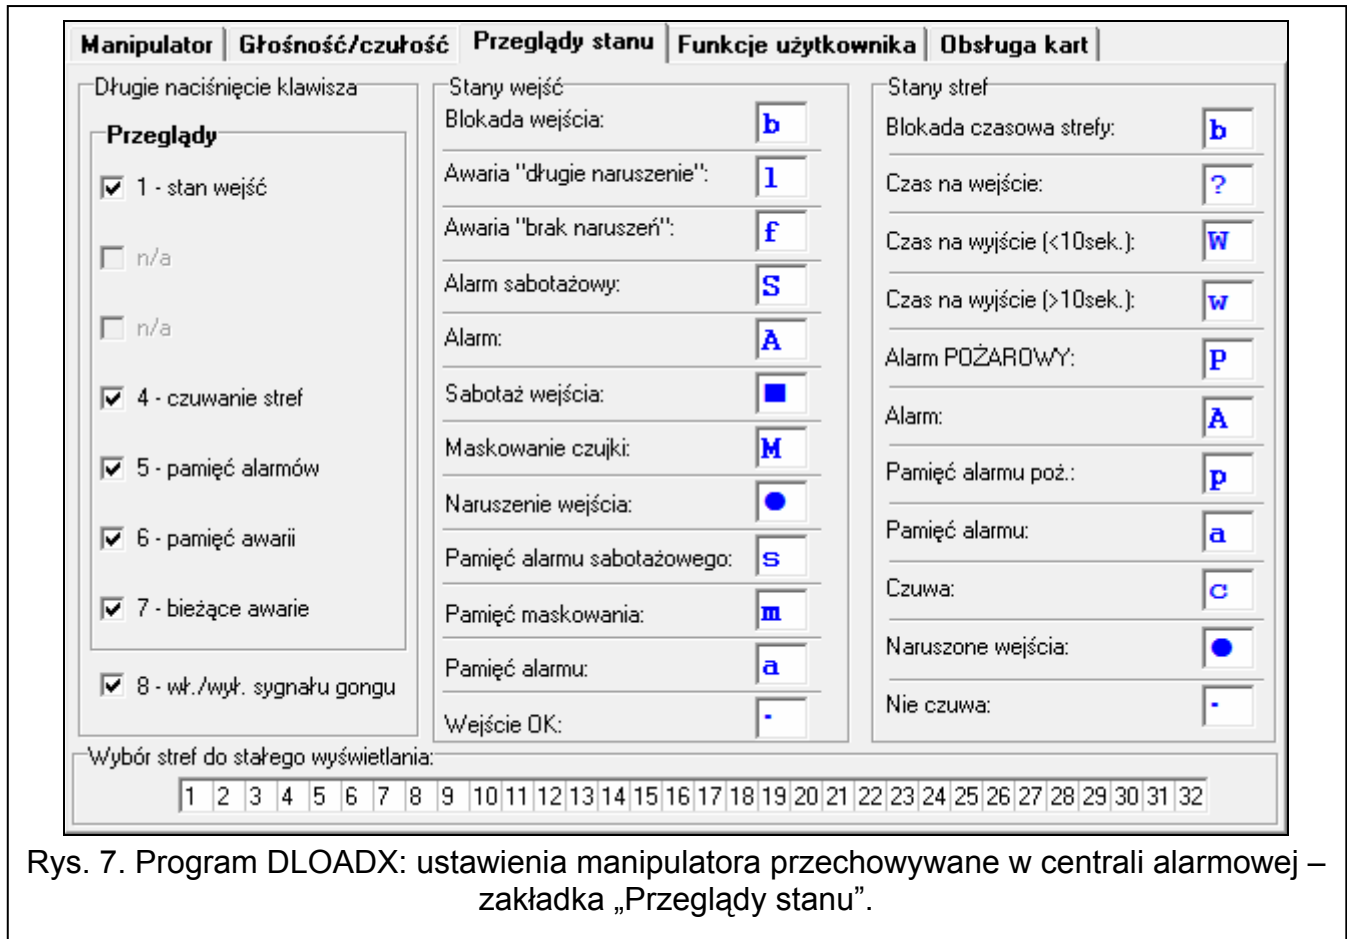 Manipulator Głośność/czułość Przeglądy stanu Funkcje użytkownika Obsługa kart
Długie naciśnięcie klawisza
Przeglądy
1 - stan wejść
n/a
n/a
4 - czuwanie stref
5 - pamięć alarmów
6 - pamięć awarii
7 - bieżące awarie
8 - wł./wył. sygnału gongu
Stany wejść
Blokada wejścia: b
Awaria "długie naruszenie": l
Awaria "brak naruszeń": f
Alarm sabotażowy: S
Alarm: A
Sabotaż wejścia: ■
Maskowanie czujki: M
Naruszenie wejścia: ●
Pamięć alarmu sabotażowego: s
Pamięć maskowania: m
Pamięć alarmu: a
Wejście OK: ·
Stany stref
Blokada czasowa strefy: b
Czas na wejście: ?
Czas na wyjście (<10sek.): W
Czas na wyjście (>10sek.): w
Alarm POŻAROWY: P
Alarm: A
Pamięć alarmu poż.: p
Pamięć alarmu: a
Czuwa: c
Naruszone wejścia: ●
Nie czuwa: ·
Wybór stref do stałego wyświetlania:
1 2 3 4 5 6 7 8 9 10 11 12 13 14 15 16 17 18 19 20 21 22 23 24 25 26 27 28 29 30 31 32
Rys. 7. Program DLOADX: ustawienia manipulatora przechowywane w centrali alarmowej –
zakładka „Przeglądy stanu”.